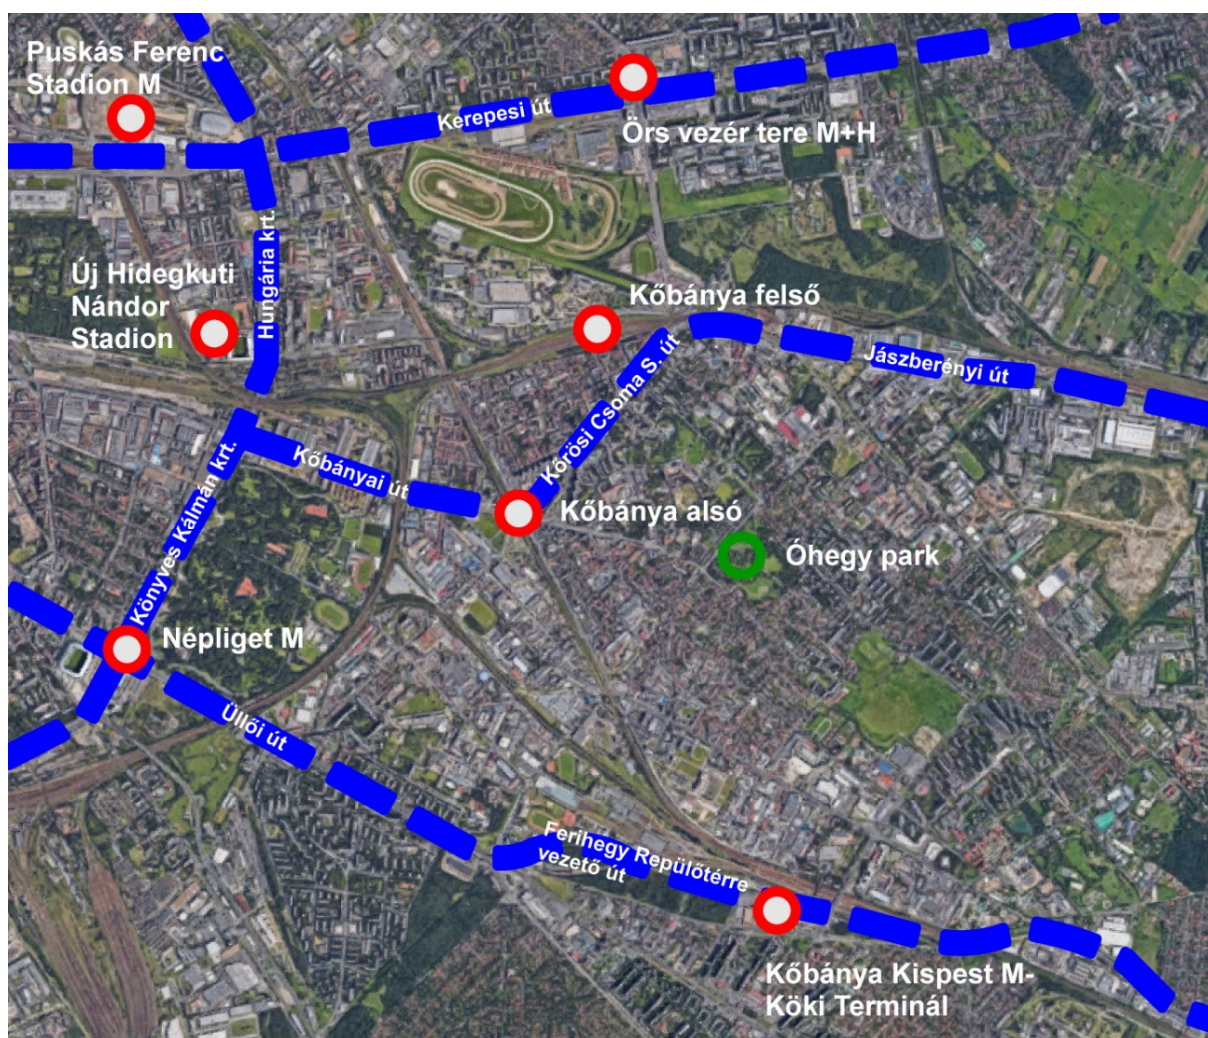 Puskás Ferenc
Stadion M
Kerepesi út
Örs vezér tere M+H
Hungária krt.
Új Hidegkuti
Nándor
Stadion
Kőbánya felső
Jászberényi út
Kőrösi Csoma S. út
Kőbányai út
Könyves Kálmán krt.
Kőbánya alsó
Óhegy park
Népliget M
Üllői út
Ferihegy Repülőtérre
vezető út
Kőbánya Kispest M-
Köki Terminál